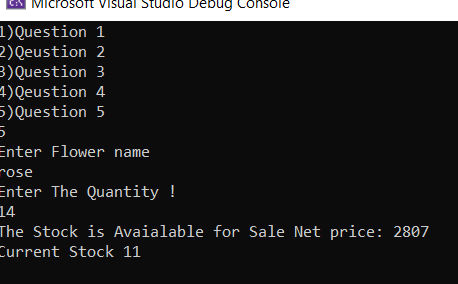 Microsoft Visual Studio Debug Console
1)Question 1
2)Qeustion 2
3)Question 3
4)Qeustion 4
5)Question 5
5
Enter Flower name
rose
Enter The Quantity !
14
The Stock is Avaialable for Sale Net price: 2807
Current Stock 11